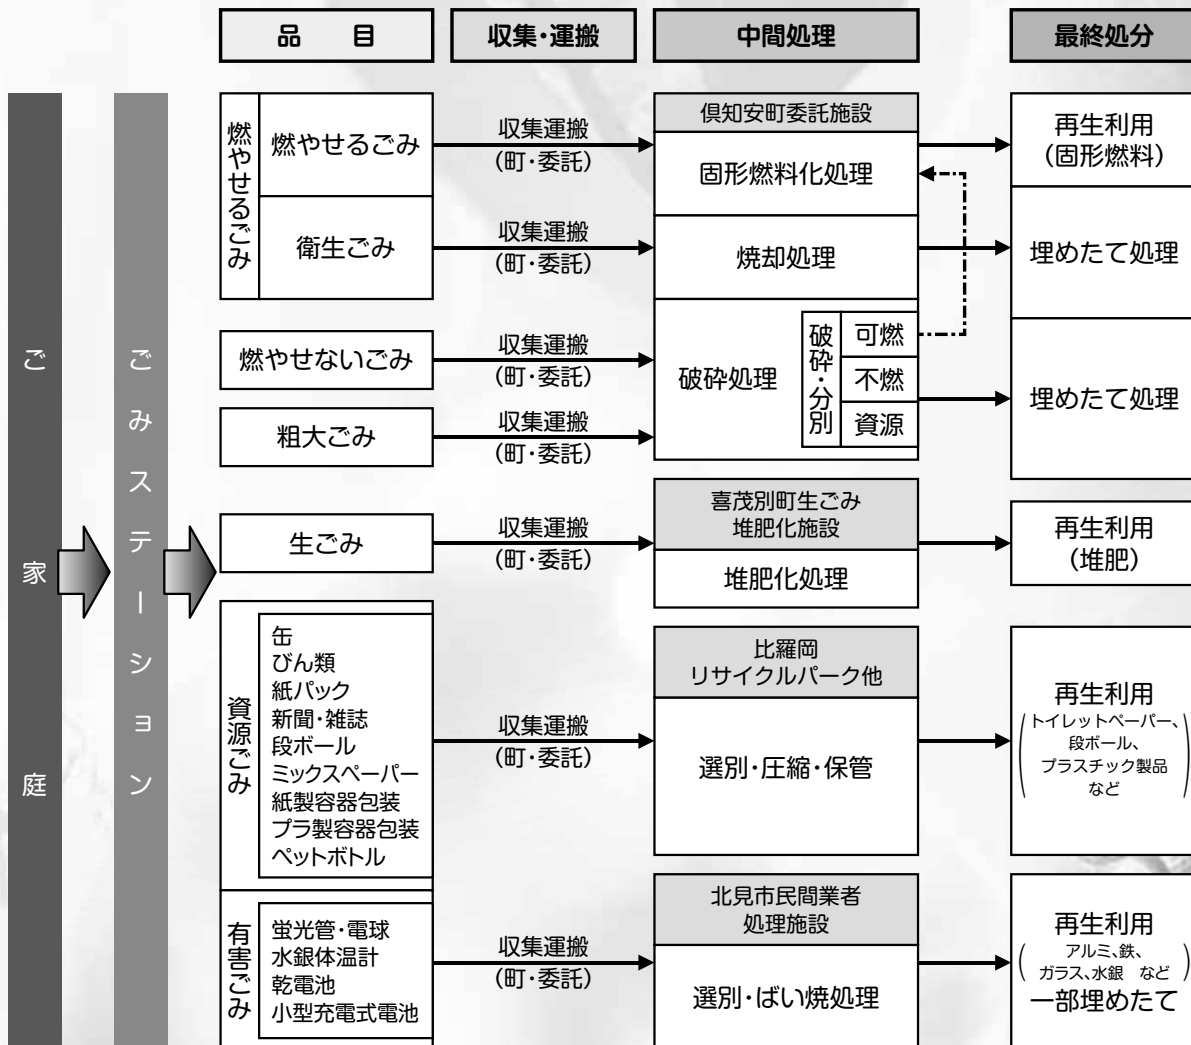 品目
収集・運搬
中間処理
最終処分
ご家庭
ごみステーション
燃やせるごみ
燃やせるごみ
収集運搬
(町・委託)
倶知安町委託施設
固形燃料化処理
再生利用
(固形燃料)
衛生ごみ
収集運搬
(町・委託)
焼却処理
埋めたて処理
燃やせないごみ
収集運搬
(町・委託)
粗大ごみ
収集運搬
(町・委託)
破砕処理
破砕・分別
可燃
不燃
資源
埋めたて処理
生ごみ
収集運搬
(町・委託)
喜茂別町生ごみ
堆肥化施設
堆肥化処理
再生利用
(堆肥)
資源ごみ
缶
びん類
紙パック
新聞・雑誌
段ボール
ミックスペーパー
紙製容器包装
プラ製容器包装
ペットボトル
収集運搬
(町・委託)
比羅岡
リサイクルパーク他
選別・圧縮・保管
再生利用
(トイレットペーパー、
段ボール、
プラスチック製品
など)
有害ごみ
蛍光管・電球
水銀体温計
乾電池
小型充電式電池
収集運搬
(町・委託)
北見市民間業者
処理施設
選別・ばい焼処理
再生利用
(アルミ、鉄、
ガラス、水銀 など)
一部埋めたて